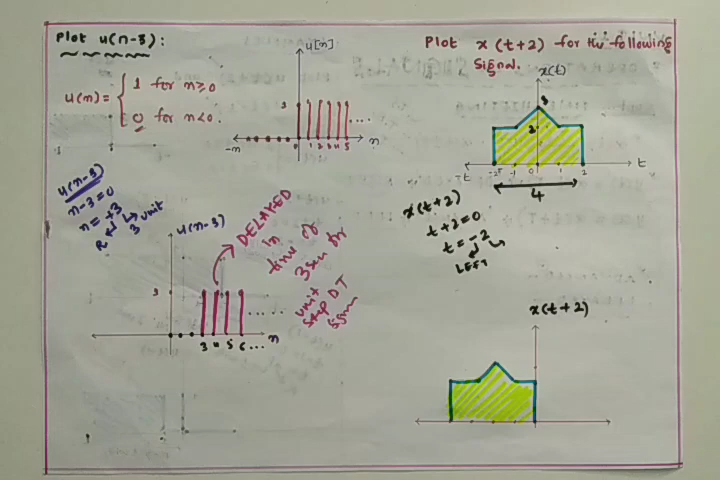 Plot u(n-3):
u(n) = { 1 for n≥0
0 for n<0.
u[n]
1
-n 0 1 2 3 4 5 .... n
u(n-3)
n-3=0
n=+3
3 unit
u(n-3)
1
3 4 5 6 ... n
DELAYED
in
time of
3sec for
unit
step DT
Plot x(t+2) for the following
signal.
x(t)
3
2
-t -2 -1 0 1 2 t
4
x(t+2)
t+2=0
t=-2
LEFT
x(t+2)